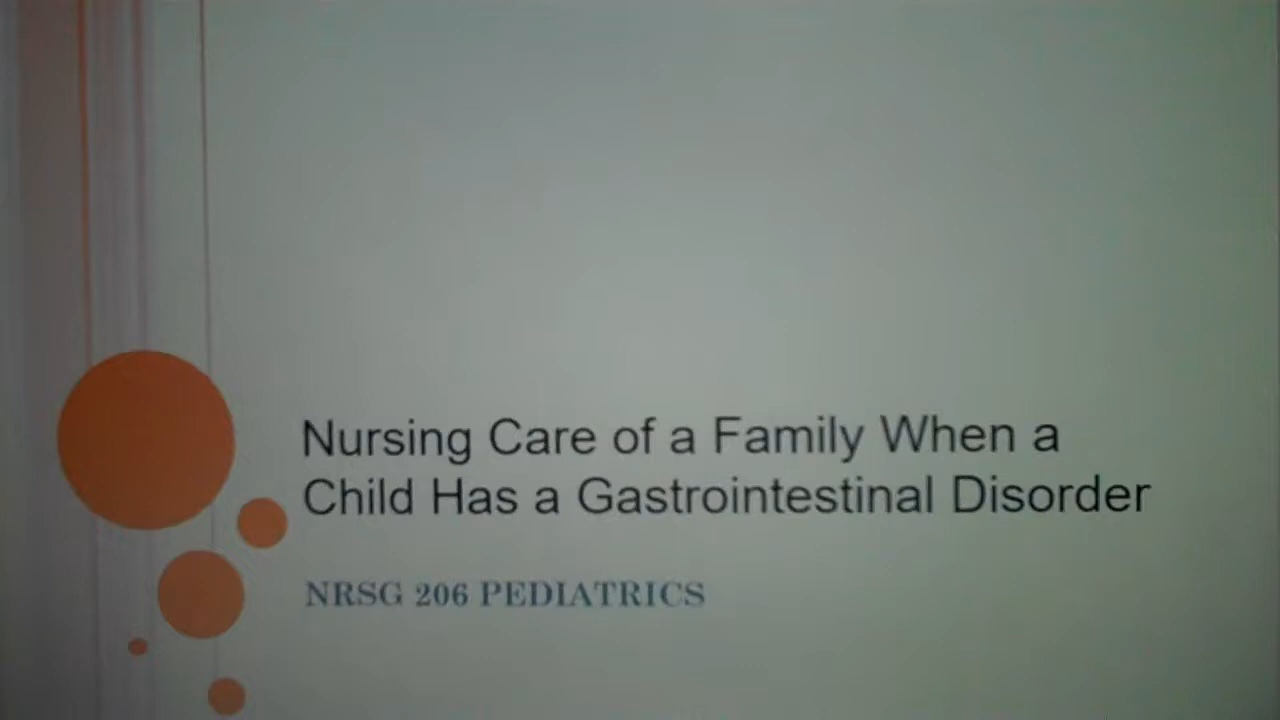 Nursing Care of a Family When a
Child Has a Gastrointestinal Disorder
NRSG 206 PEDIATRICS